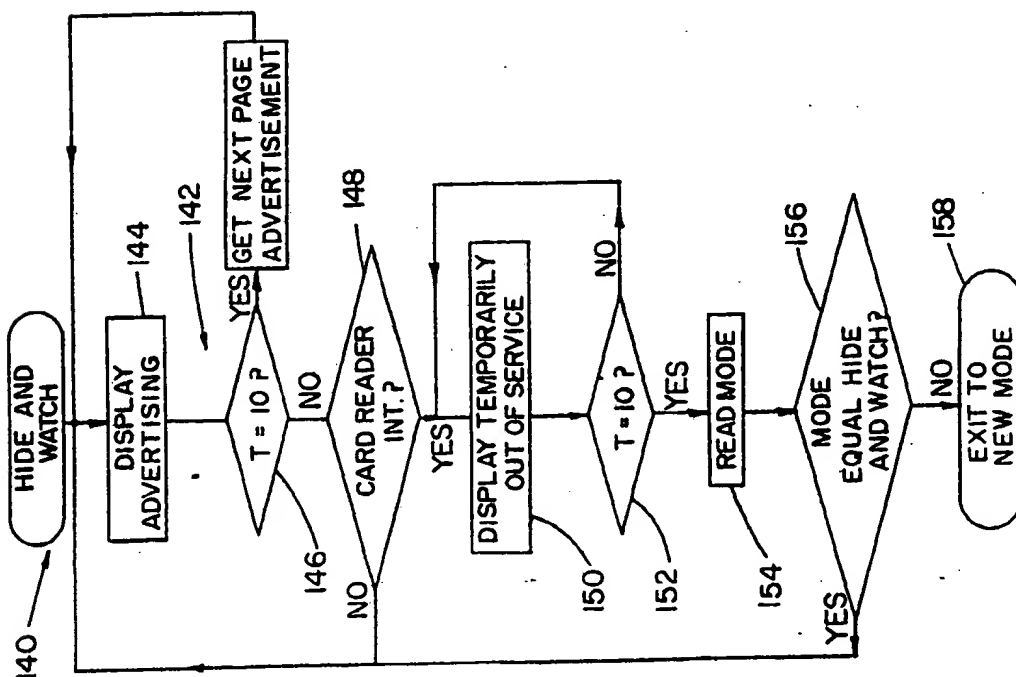 140
HIDE AND
WATCH
DISPLAY
ADVERTISING
144
142
T = 10 ?
YES
GET NEXT PAGE
ADVERTISEMENT
146
NO
CARD READER
INT.?
148
NO
YES
DISPLAY TEMPORARILY
OUT OF SERVICE
150
T = 10 ?
NO
152
YES
READ MODE
154
MODE
EQUAL HIDE
AND WATCH?
156
YES
NO
EXIT TO
NEW MODE
158